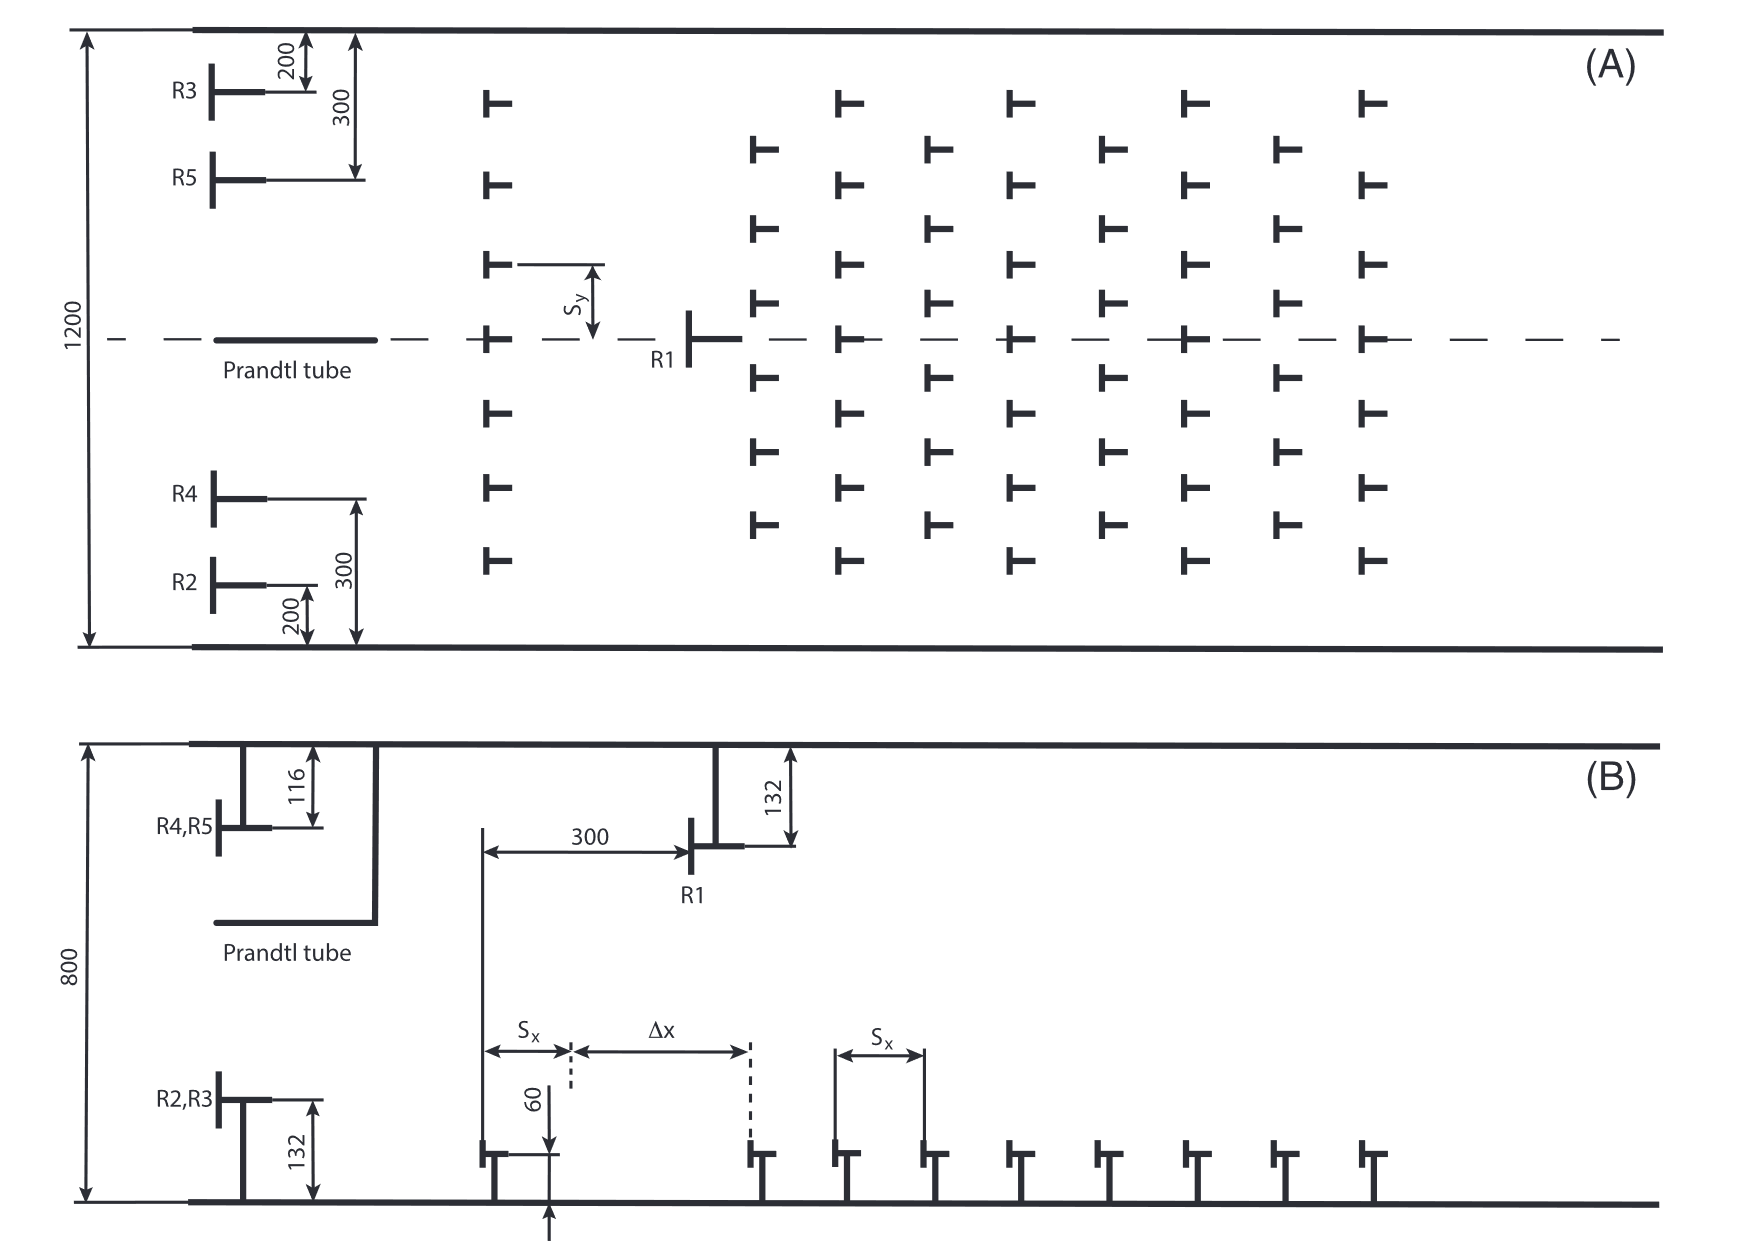 (A)
200
R3
300
R5
S_y
1200
R1
Prandtl tube
R4
300
R2
200
(B)
116
132
R4,R5
300
R1
Prandtl tube
800
S_x
Δx
S_x
60
R2,R3
132